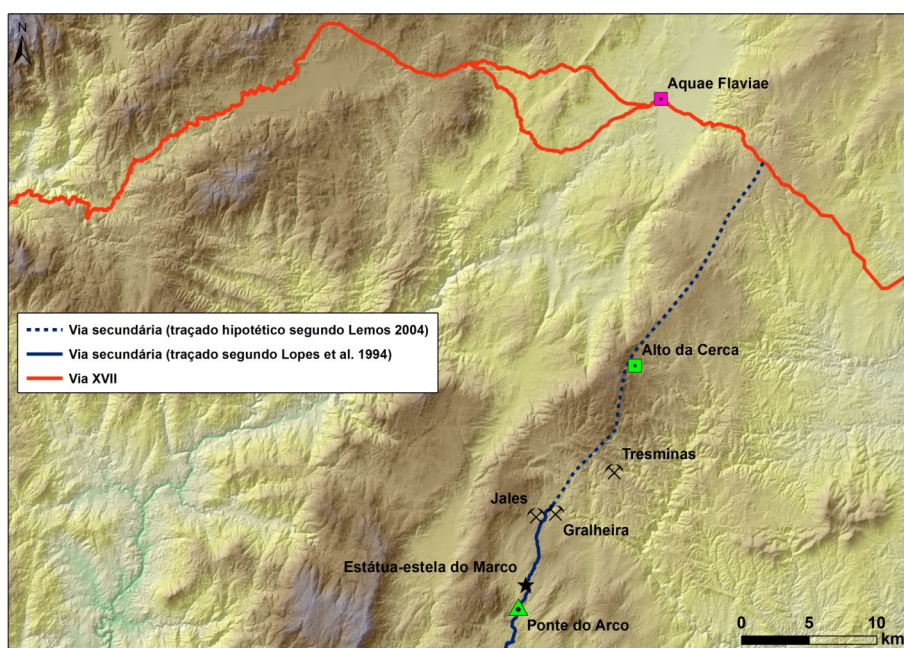 N
Aquae Flaviae
Via secundária (traçado hipotético segundo Lemos 2004)
Via secundária (traçado segundo Lopes et al. 1994)
Via XVII
Alto da Cerca
Tresminas
Jales
Gralheira
Estátua-estela do Marco
Ponte do Arco
0 5 10
km